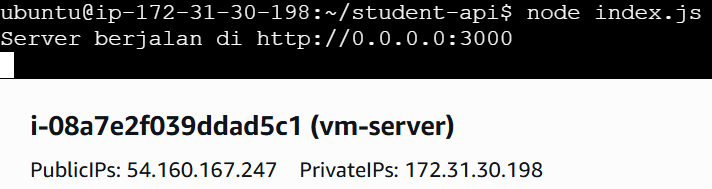 ubuntu@ip-172-31-30-198:~/student-api$ node index.js
Server berjalan di http://0.0.0.0:3000
i-08a7e2f039ddad5c1 (vm-server)
PublicIPs: 54.160.167.247 PrivateIPs: 172.31.30.198